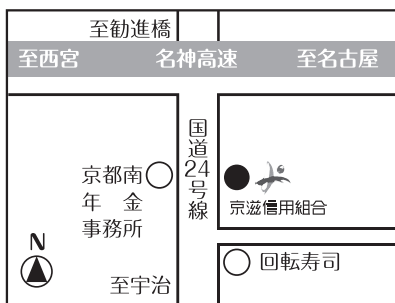 至勧進橋
至西宮 名神高速 至名古屋
国道24号線
京都南
年金
事務所
京滋信用組合
N
回転寿司
至宇治